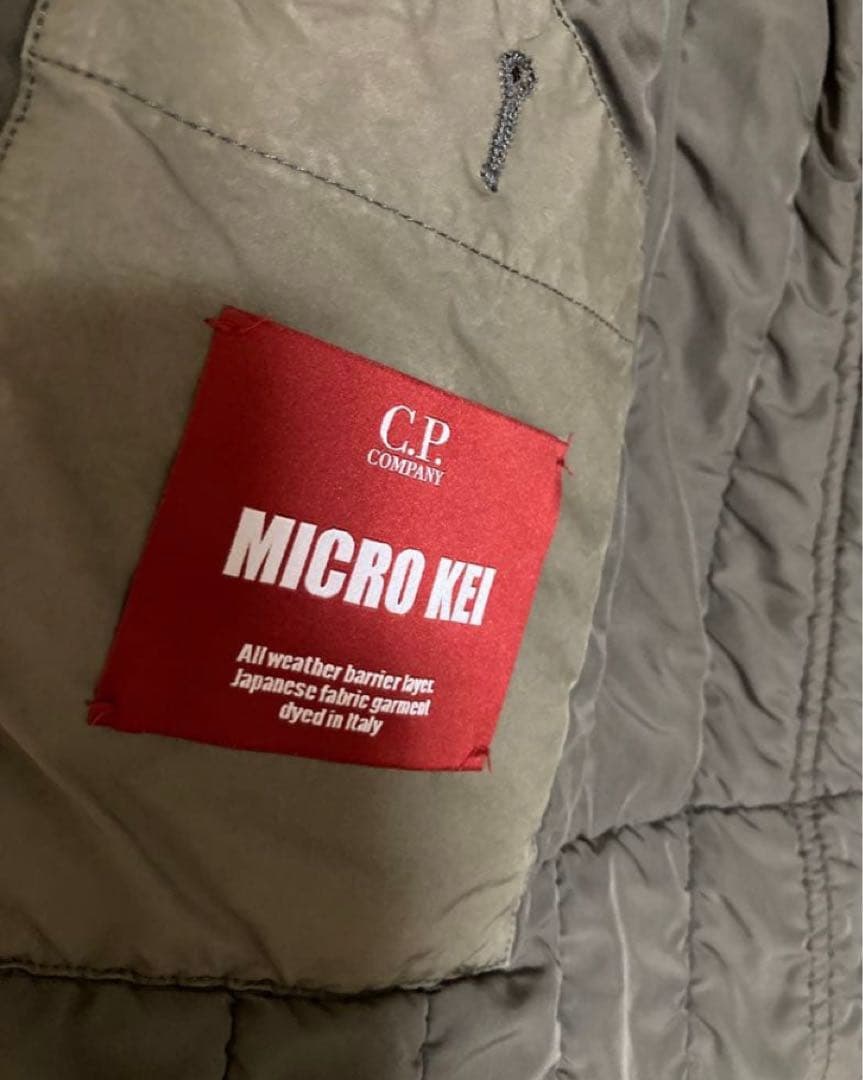 C.P.
COMPANY
MICRO KEI
All weather barrier layer.
Japanese fabric garment
dyed in Italy